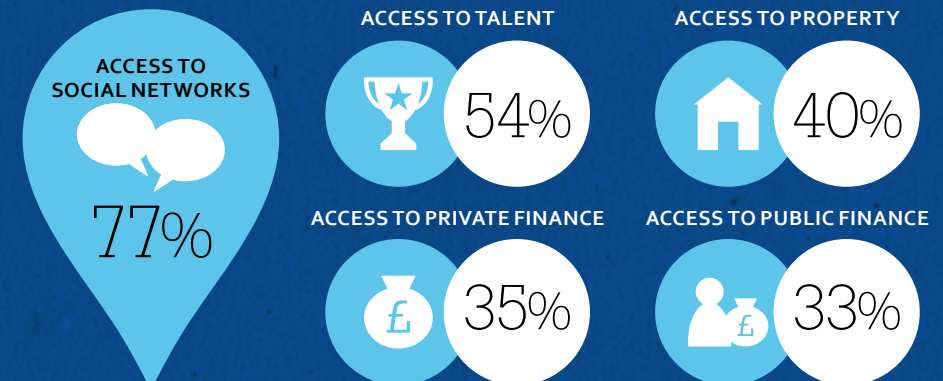 ACCESS TO
SOCIAL NETWORKS
77%
ACCESS TO TALENT
54%
ACCESS TO PROPERTY
40%
ACCESS TO PRIVATE FINANCE
£
35%
ACCESS TO PUBLIC FINANCE
£
33%